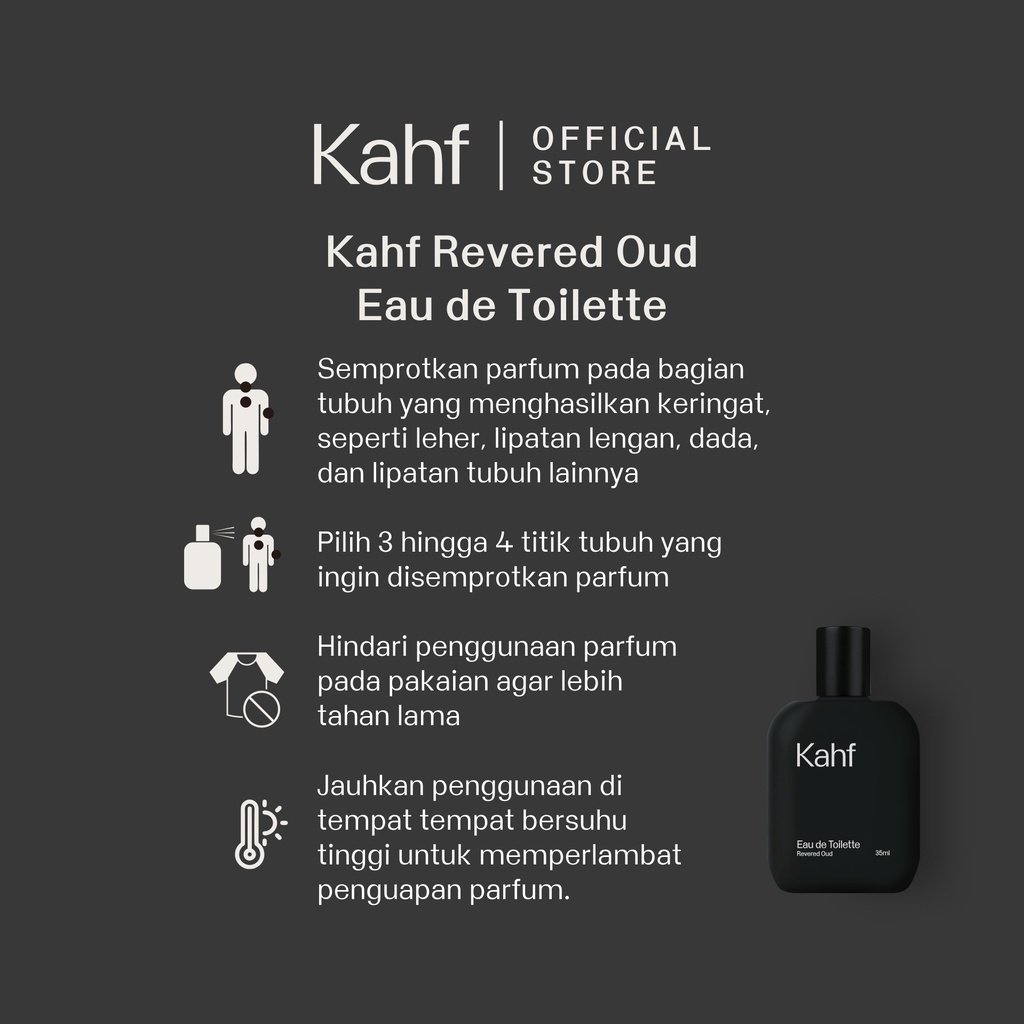 Kahf
OFFICIAL
STORE
Kahf Revered Oud
Eau de Toilette
Semprotkan parfum pada bagian
tubuh yang menghasilkan keringat,
seperti leher, lipatan lengan, dada,
dan lipatan tubuh lainnya
Pilih 3 hingga 4 titik tubuh yang
ingin disemprotkan parfum
Hindari penggunaan parfum
pada pakaian agar lebih
tahan lama
Jauhkan penggunaan di
tempat tempat bersuhu
tinggi untuk memperlambat
penguapan parfum.
Kahf
Eau de Toilette
Revered Oud
35ml